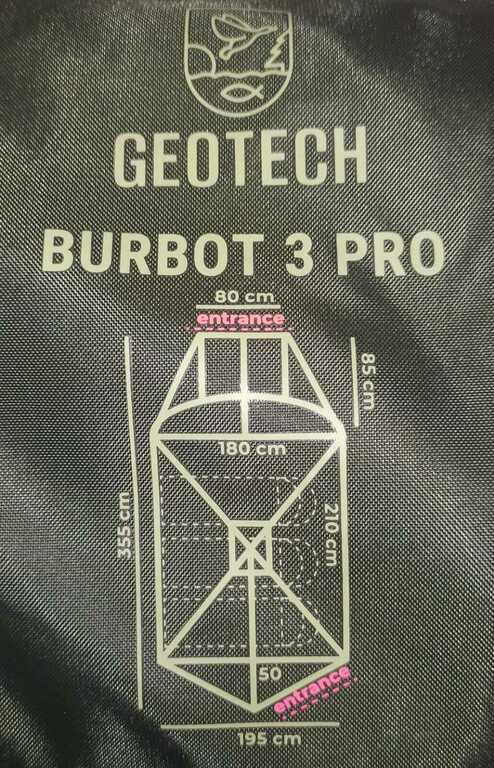 GEOTECH
BURBOT 3 PRO
80 cm
entrance
85 cm
180 cm
355 cm
210 cm
50
entrance
195 cm